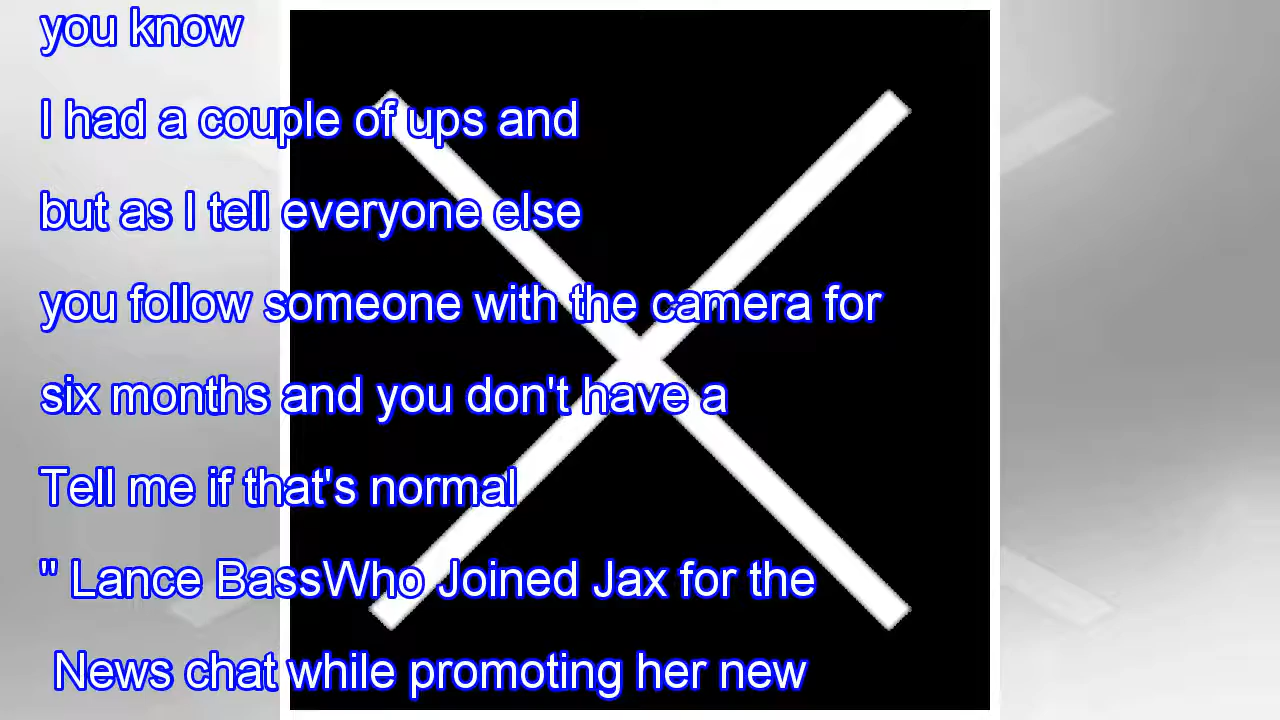 you know
I had a couple of ups and
but as I tell everyone else
you follow someone with the camera for
six months and you don't have a
Tell me if that's normal
" Lance BassWho Joined Jax for the
News chat while promoting her new